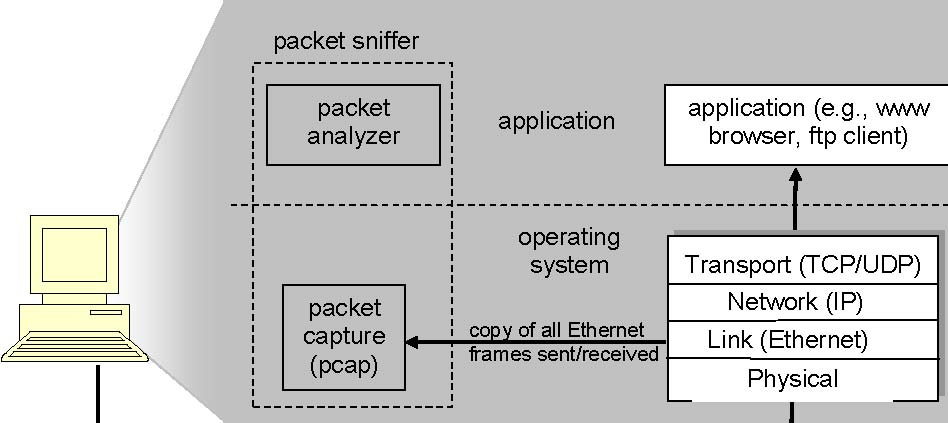 packet sniffer
packet
analyzer
application
application (e.g., www
browser, ftp client)
operating
system
packet
capture
(pcap)
copy of all Ethernet
frames sent/received
Transport (TCP/UDP)
Network (IP)
Link (Ethernet)
Physical